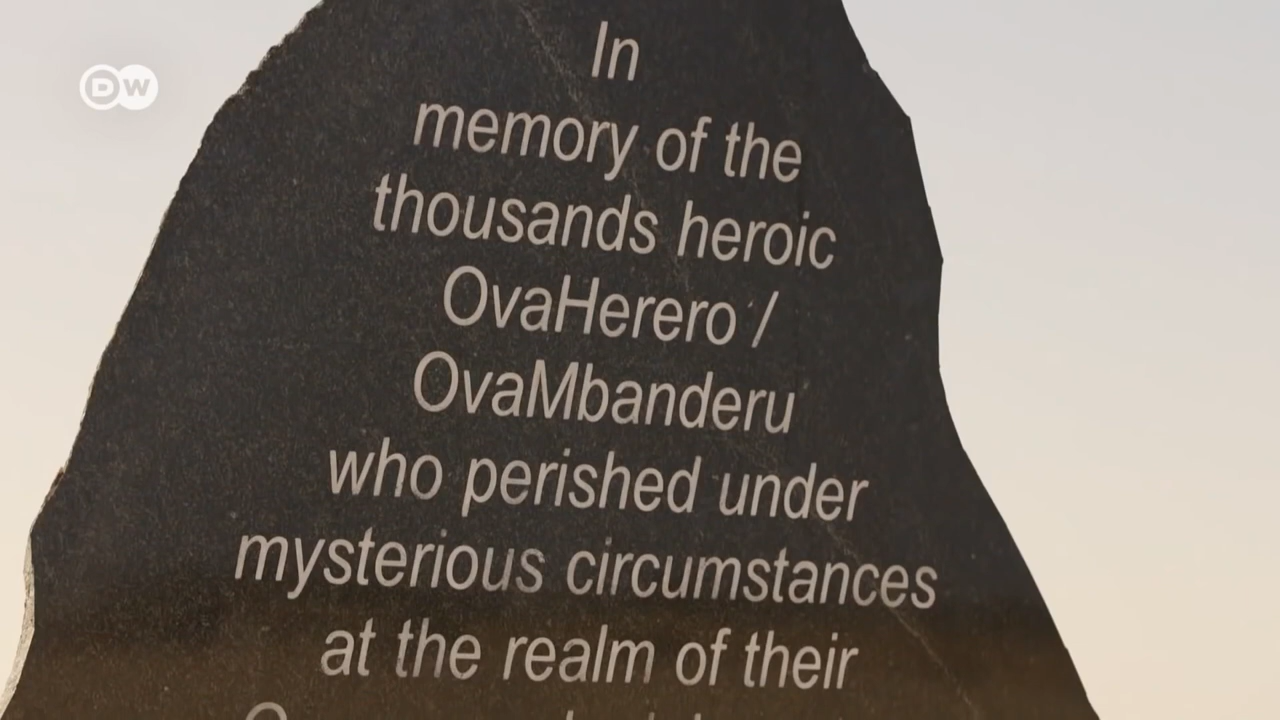 DW
In
memory of the
thousands heroic
OvaHerero /
OvaMbanderu
who perished under
mysterious circumstances
at the realm of their